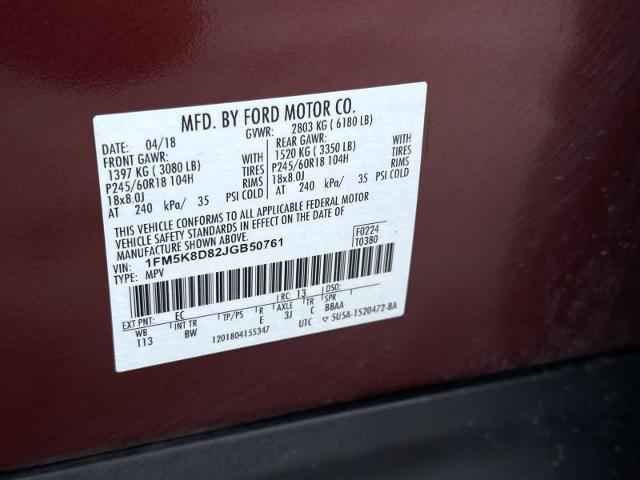 MFD. BY FORD MOTOR CO.
DATE: 04/18 GVWR: 2803 KG ( 6180 LB)
FRONT GAWR: REAR GAWR:
1397 KG ( 3080 LB) WITH 1520 KG ( 3350 LB) WITH
P245/60R18 104H TIRES P245/60R18 104H TIRES
18x8.0J RIMS 18x8.0J RIMS
AT 240 kPa/ 35 PSI COLD AT 240 kPa/ 35 PSI COLD
THIS VEHICLE CONFORMS TO ALL APPLICABLE FEDERAL MOTOR
VEHICLE SAFETY STANDARDS IN EFFECT ON THE DATE OF
MANUFACTURE SHOWN ABOVE.
VIN: 1FM5K8D82JGB50761 F0224
TYPE: MPV T0380
EXT PNT: EC RC: 13 DSO:
WB INT TR TP/PS R AXLE TR SPR
113 BW E 3J C BBAA
1201804155347 UTC ▽ 5U5A-1520472-BA